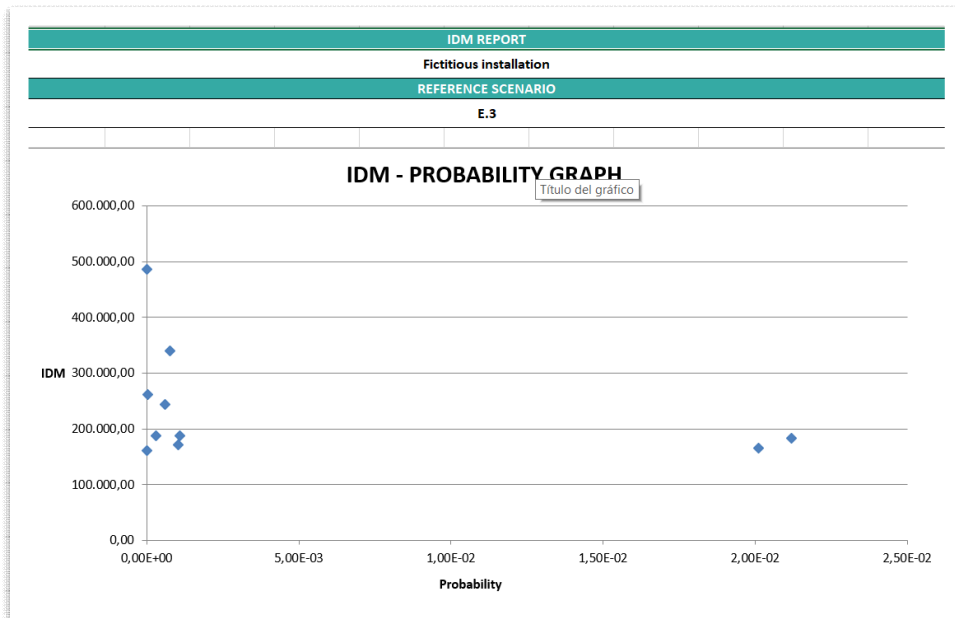 IDM REPORT
Fictitious installation
REFERENCE SCENARIO
E.3
IDM - PROBABILITY GRAPH
Título del gráfico
600.000,00
500.000,00
400.000,00
IDM 300.000,00
200.000,00
100.000,00
0,00
0,00E+00 5,00E-03 1,00E-02 1,50E-02 2,00E-02 2,50E-02
Probability